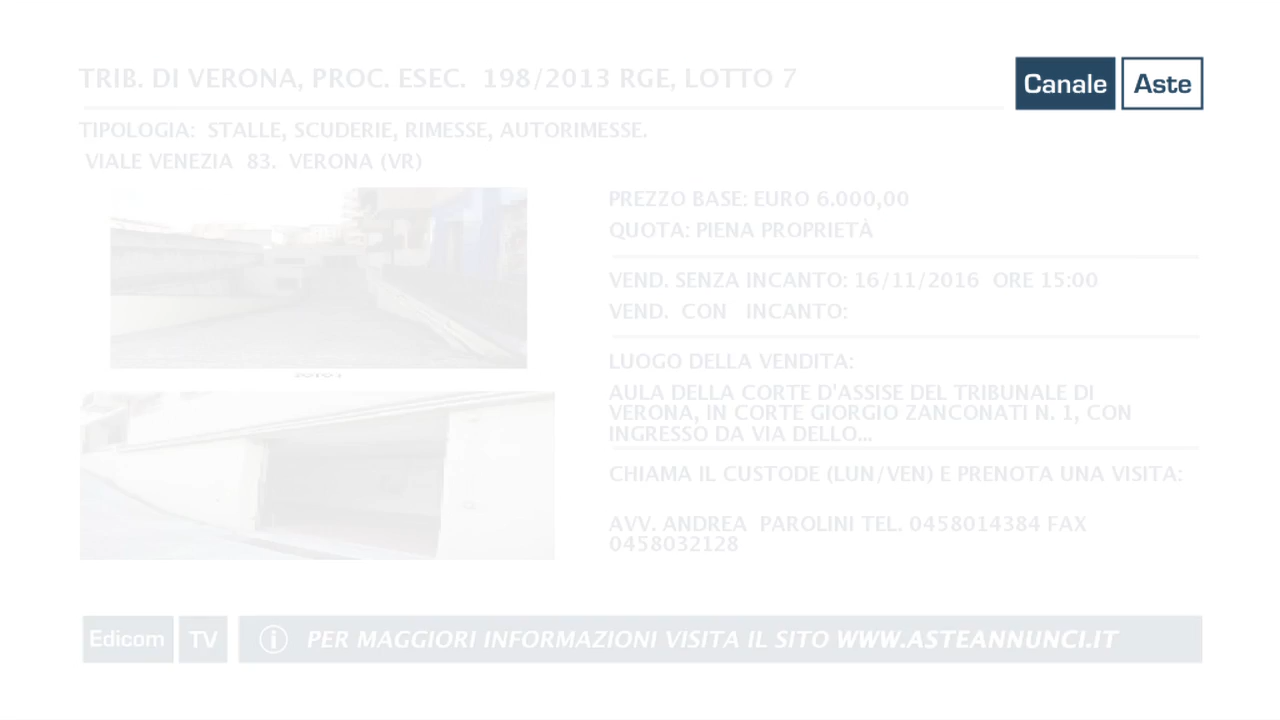 TRIB. DI VERONA, PROC. ESEC. 198/2013 RGE, LOTTO 7
Canale Aste
TIPOLOGIA: STALLE, SCUDERIE, RIMESSE, AUTORIMESSE.
VIALE VENEZIA 83. VERONA (VR)
PREZZO BASE: EURO 6.000,00
QUOTA: PIENA PROPRIETÀ
VEND. SENZA INCANTO: 16/11/2016 ORE 15:00
VEND. CON INCANTO:
LUOGO DELLA VENDITA:
AULA DELLA CORTE D'ASSISE DEL TRIBUNALE DI
VERONA, IN CORTE GIORGIO ZANCONATI N. 1, CON
INGRESSO DA VIA DELLO...
CHIAMA IL CUSTODE (LUN/VEN) E PRENOTA UNA VISITA:
AVV. ANDREA PAROLINI TEL. 0458014384 FAX
0458032128
Edicom TV
PER MAGGIORI INFORMAZIONI VISITA IL SITO WWW.ASTEANNUNCI.IT